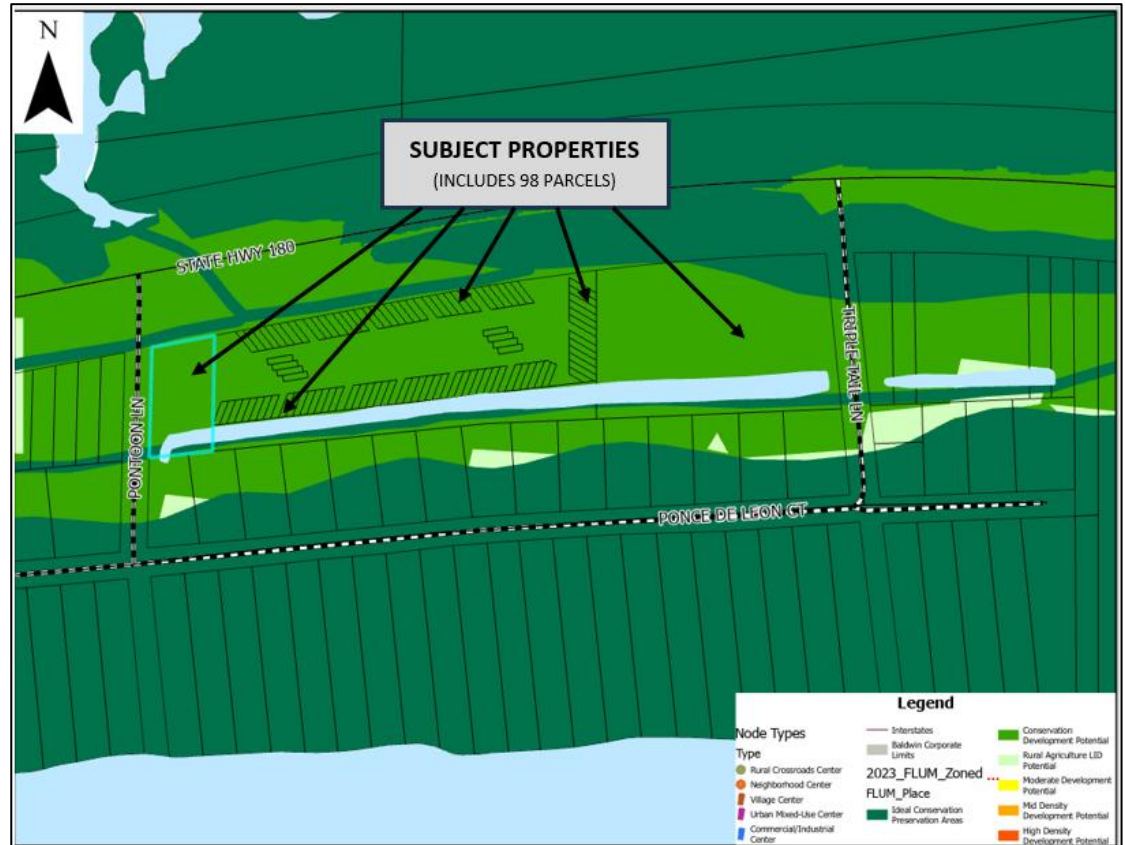 N
SUBJECT PROPERTIES
(INCLUDES 98 PARCELS)
STATE HWY 180
PONTOON LN
TRIPLE TAIL LN
PONCE DE LEON CT
Legend
Node Types
Type
Rural Crossroads Center
Neighborhood Center
Village Center
Urban Mixed-Use Center
Commercial/Industrial
Center
Interstates
Baldwin Corporate
Limits
2023_FLUM_Zoned ...
FLUM_Place
Ideal Conservation
Preservation Areas
Conservation
Development Potential
Rural Agriculture LID
Potential
Moderate Development
Potential
Mid Density
Development Potential
High Density
Development Potential